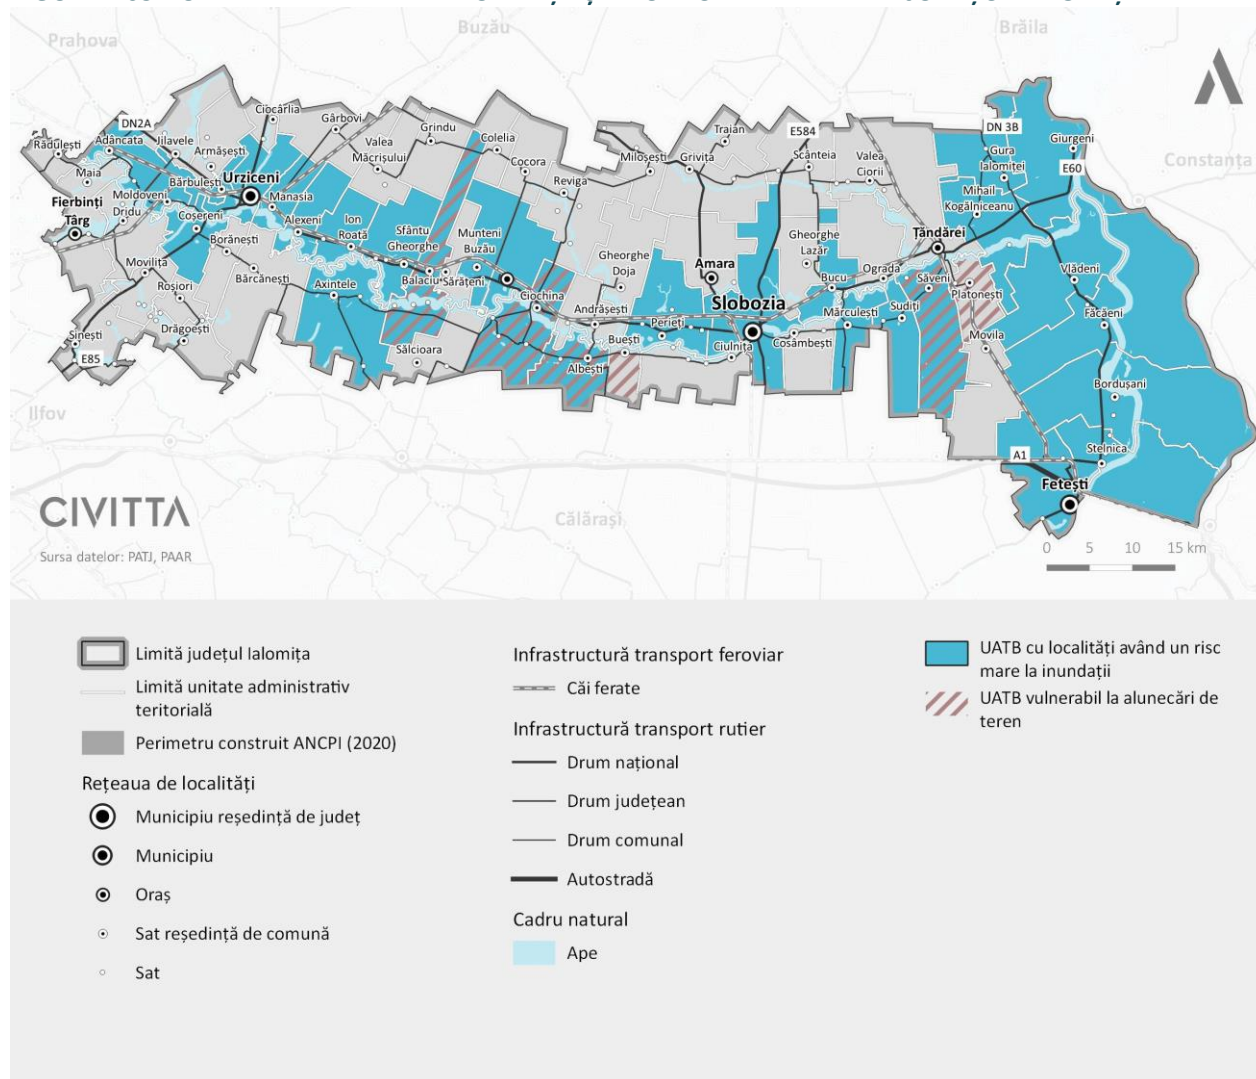 Prahova
Buzău
Brăila
Constanța
Ilfov
Călărași
DN2A
Ciocârlia
Gârbovi
Grindu
Colelia
Traian
E584
DN 3B
Giurgeni
Rădulești
Adâncata
Jilavele
Armășești
Valea
Măcrișului
Cocora
Miloșești
Grivița
Scânteia
Valea
Ciorii
Gura
Ialomiței
E60
Maia
Bărbulești
Urziceni
Reviga
Mihail
Kogălniceanu
Fierbinți
Târg
Moldoveni
Manasia
Dridu
Coșereni
Alexeni
Ion
Roată
Sfântu
Gheorghe
Munteni
Buzău
Gheorghe
Lazăr
Țăndărei
Borănești
Gheorghe
Doja
Amara
Movilița
Bărcănești
Axintele
Balaciu
Sărățeni
Bucu
Ograda
Săveni
Platonești
Vlădeni
Roșiori
Giochina
Andrășești
Slobozia
Mărculești
Sudiți
Făcăeni
Sinești
Drăgoești
Perieți
E85
Sălcioara
Buești
Ciulnița
Cosâmbești
Movila
Albești
Bordușani
A1
Stelnica
Fetești
CIVITTA
Sursa datelor: PATJ, PAAR
0 5 10 15 km
Limită județul Ialomița
Limită unitate administrativ
teritorială
Perimetru construit ANCPI (2020)
Rețeaua de localități
Municipiu reședință de județ
Municipiu
Oraș
Sat reședință de comună
Sat
Infrastructură transport feroviar
Căi ferate
Infrastructură transport rutier
Drum național
Drum județean
Drum comunal
Autostradă
Cadru natural
Ape
UATB cu localități având un risc
mare la inundații
UATB vulnerabil la alunecări de
teren